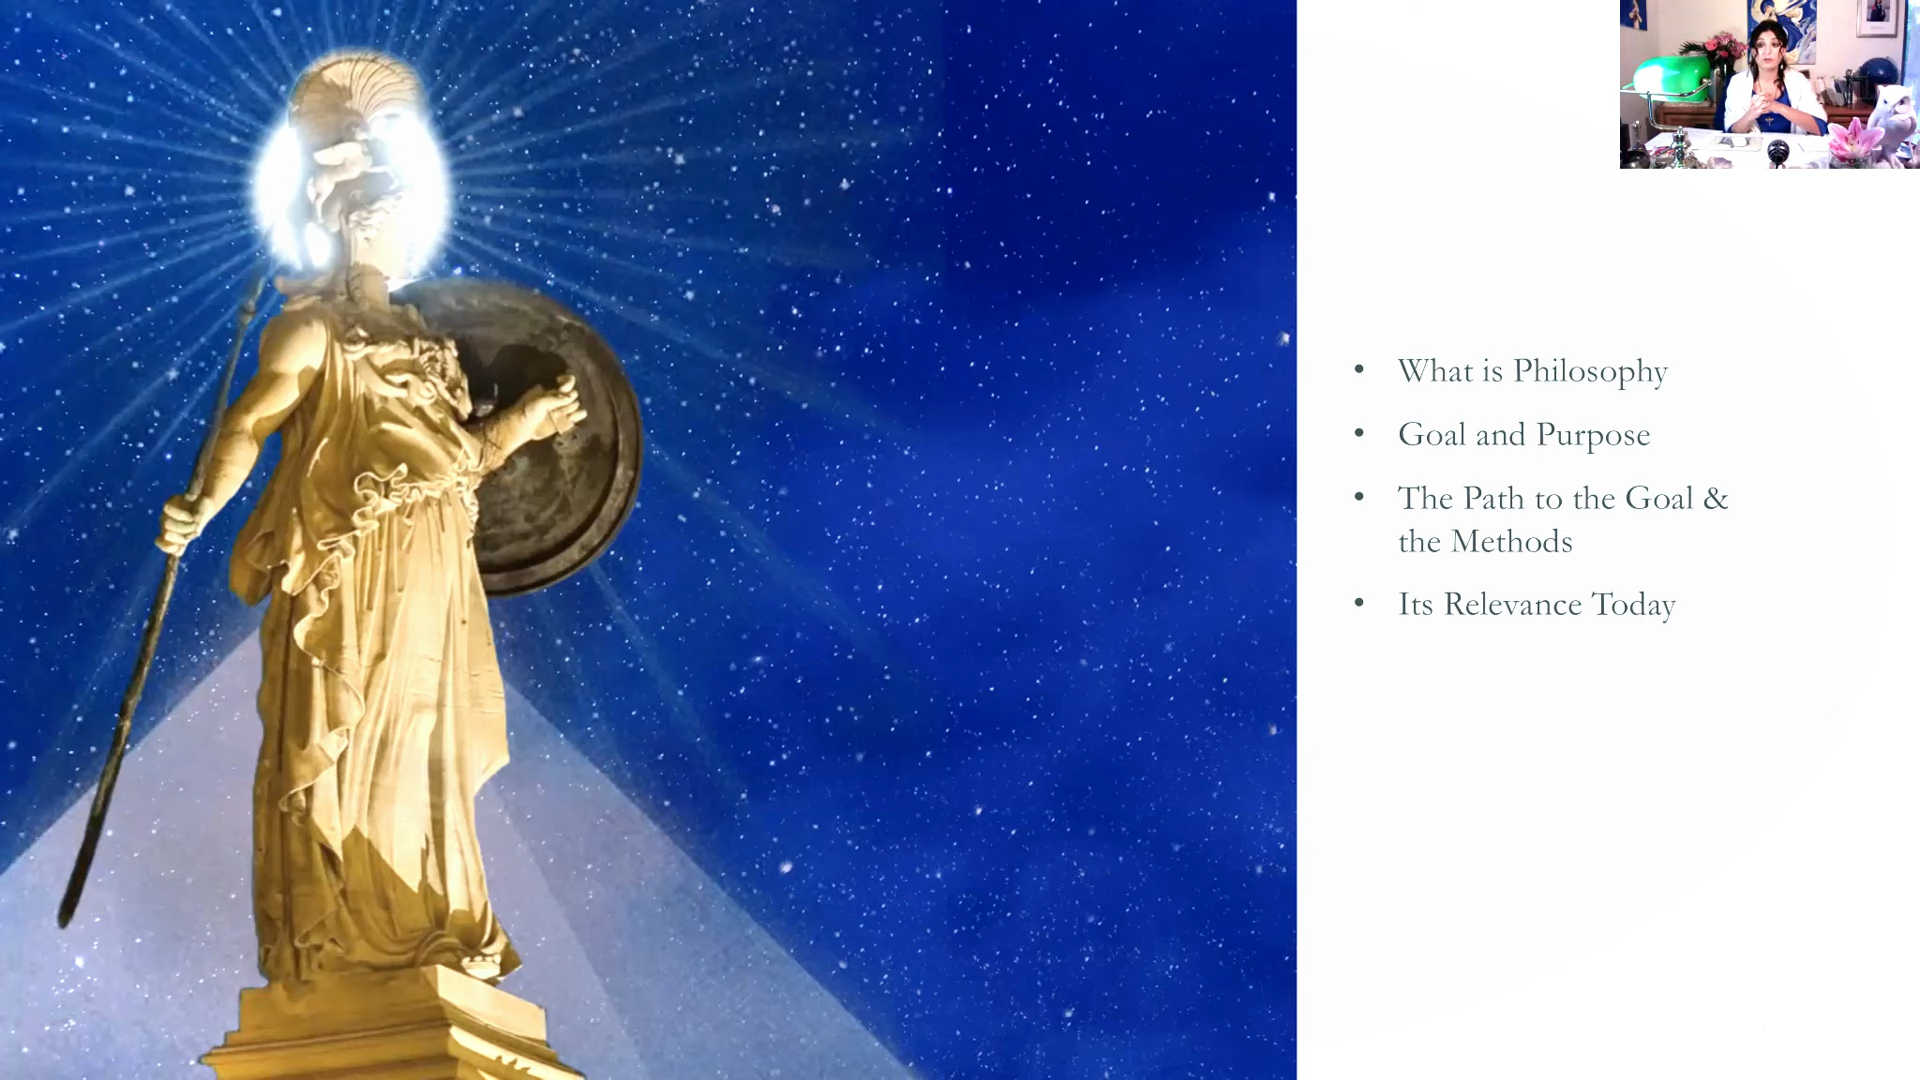 • What is Philosophy
• Goal and Purpose
• The Path to the Goal &
the Methods
• Its Relevance Today